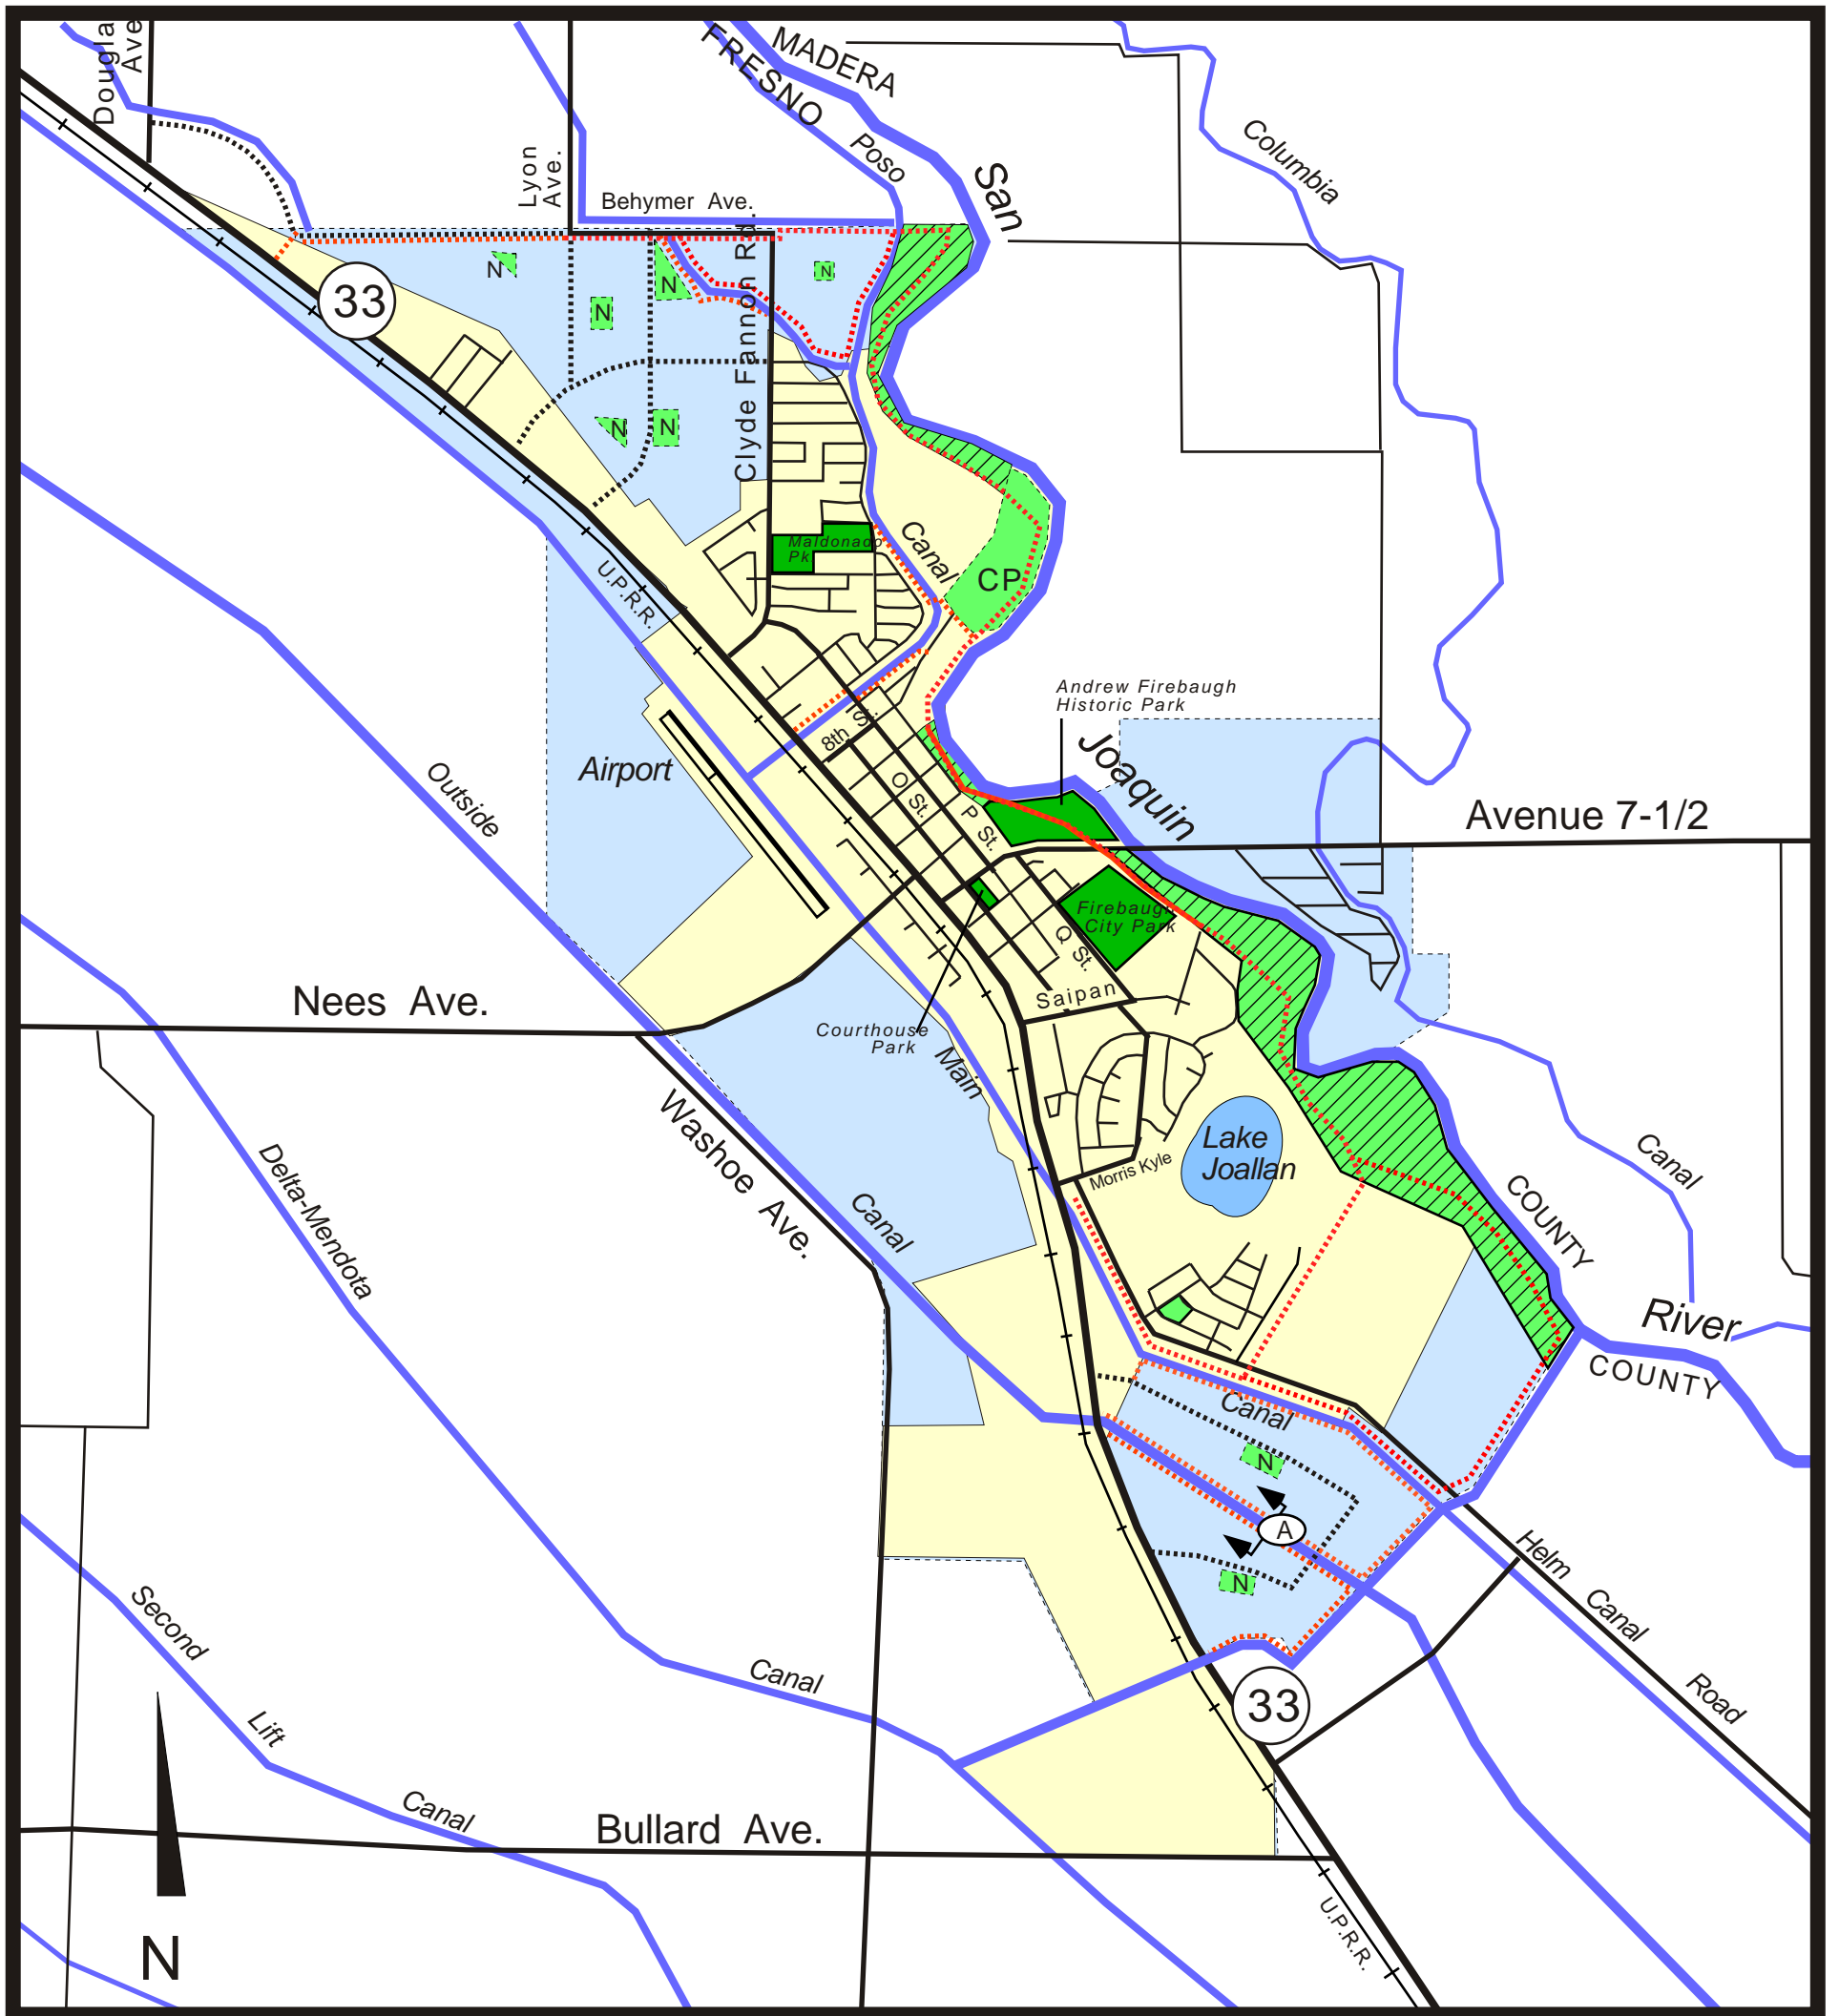 Dougla
Ave
MADERA
FRESNO
Poso
San
Columbia
Lyon
Ave.
Behymer Ave.
N
N
N
N
33
Clyde Fannon Rd.
N
N
Canal
Maldonado
Pk
CP
U.P.R.R.
Andrew Firebaugh
Historic Park
8th St.
Joaquin
Airport
Outside
O St.
P St.
Avenue 7-1/2
Firebaugh
City Park
Q St.
Nees Ave.
Saipan
Courthouse
Park
Main
Washoe Ave.
Lake
Joallan
Morris Kyle
Canal
Delta-Mendota
Canal
COUNTY
River
COUNTY
Canal
N
A
N
Helm Canal Road
Second
Lift
Canal
Canal
33
Bullard Ave.
U.P.R.R.
N